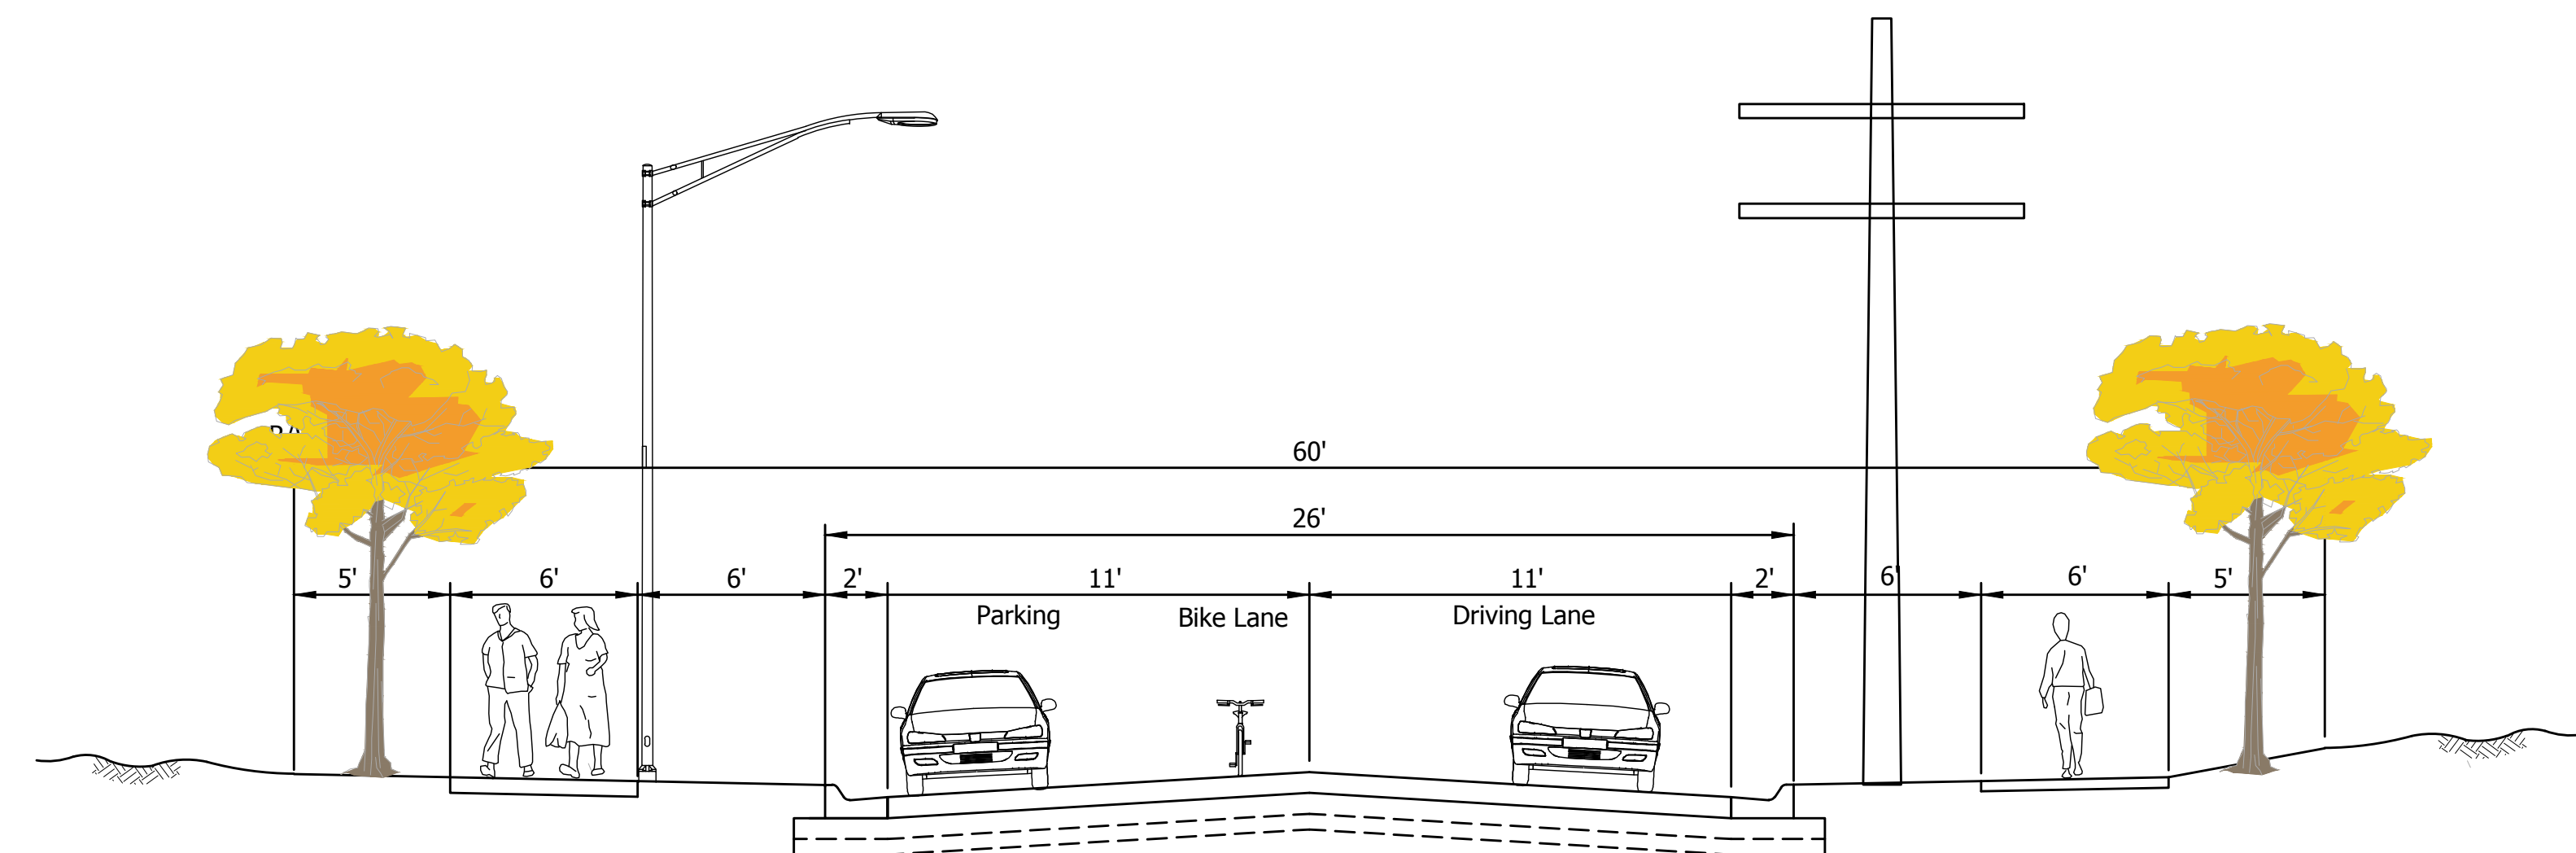 60'
26'
5' 6' 6' 2' 11' 11' 2' 6' 6' 5'
Parking Bike Lane Driving Lane